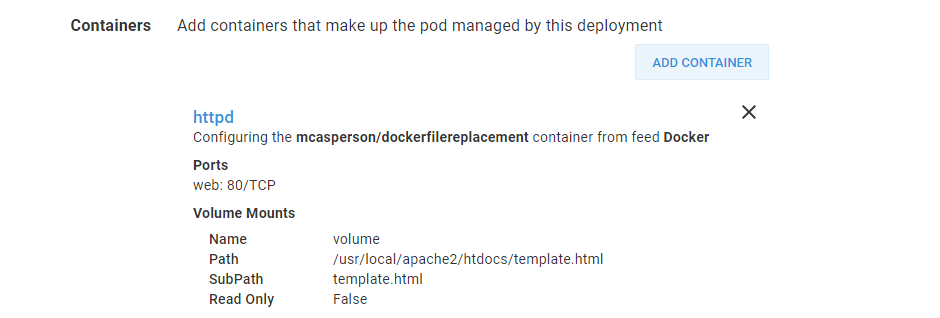 Containers Add containers that make up the pod managed by this deployment
ADD CONTAINER
httpd
Configuring the mcasperson/dockerfilereplacement container from feed Docker
Ports
web: 80/TCP
Volume Mounts
Name volume
Path /usr/local/apache2/htdocs/template.html
SubPath template.html
Read Only False